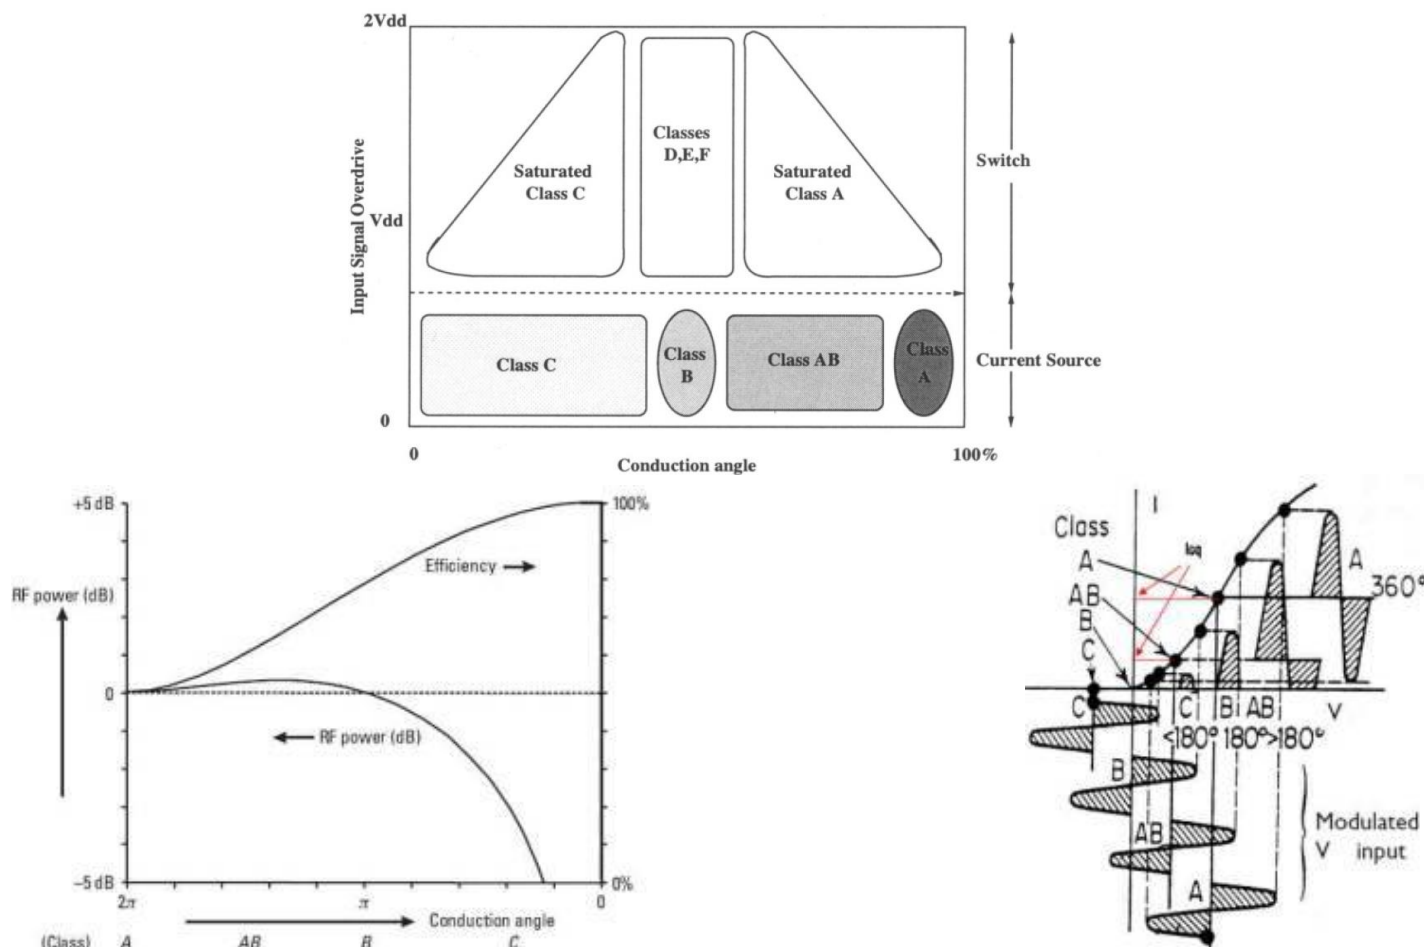 2Vdd
Classes
D,E,F
Saturated
Class C
Saturated
Class A
Switch
Input Signal Overdrive
Vdd
Class C
Class
B
Class AB
Class
A
Current Source
0
0
Conduction angle
100%
+5 dB
100%
Efficiency
RF power (dB)
0
RF power (dB)
–5 dB
0%
2π
π
0
Conduction angle
(Class) A AB B C
I
Class
A
AB
B
C
A
360°
C
C B AB V
<180° 180° >180°
B
AB
A
Modulated
V input